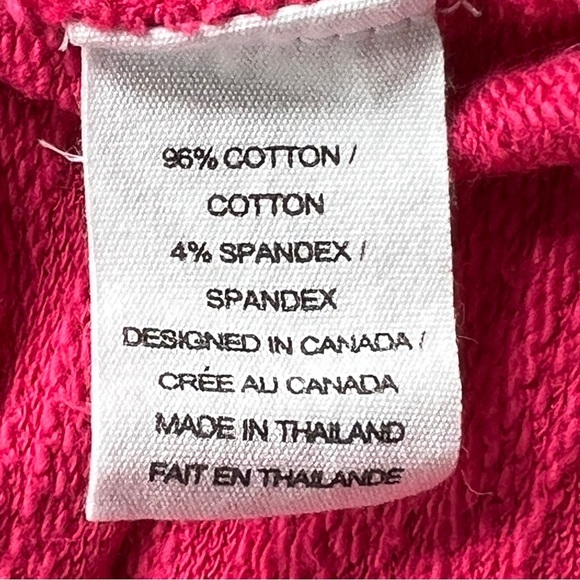 96% COTTON /
COTTON
4% SPANDEX /
SPANDEX
DESIGNED IN CANADA /
CRÉE AU CANADA
MADE IN THAILAND
FAIT EN THAILANDE